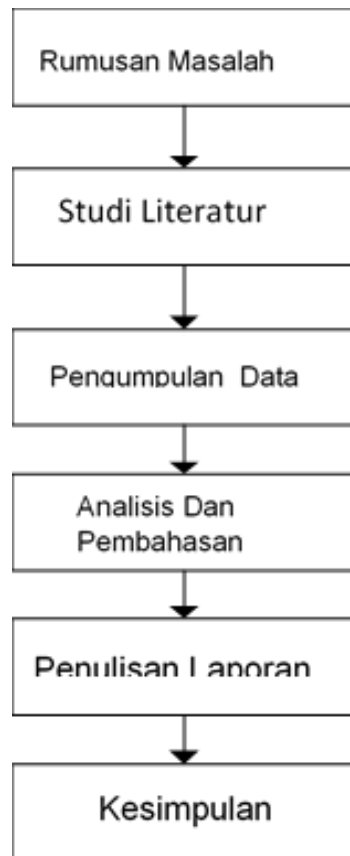 Rumusan Masalah
Studi Literatur
Pengumpulan Data
Analisis Dan
Pembahasan
Penulisan Laporan
Kesimpulan